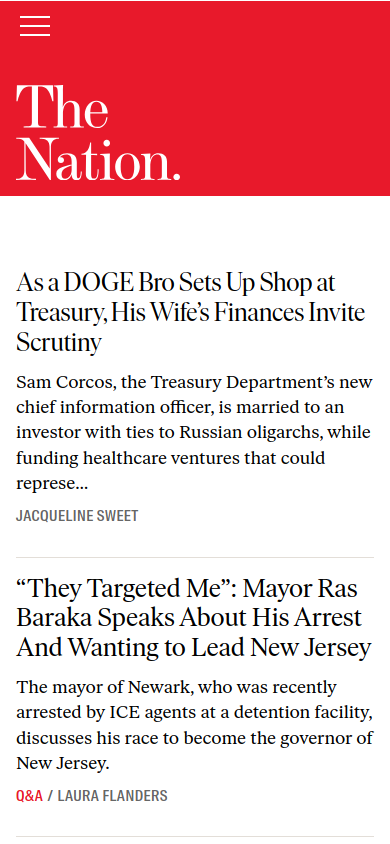 The
Nation.
As a DOGE Bro Sets Up Shop at
Treasury, His Wife’s Finances Invite
Scrutiny
Sam Corcos, the Treasury Department’s new
chief information officer, is married to an
investor with ties to Russian oligarchs, while
funding healthcare ventures that could
represe...
JACQUELINE SWEET
“They Targeted Me”: Mayor Ras
Baraka Speaks About His Arrest
And Wanting to Lead New Jersey
The mayor of Newark, who was recently
arrested by ICE agents at a detention facility,
discusses his race to become the governor of
New Jersey.
Q&A / LAURA FLANDERS